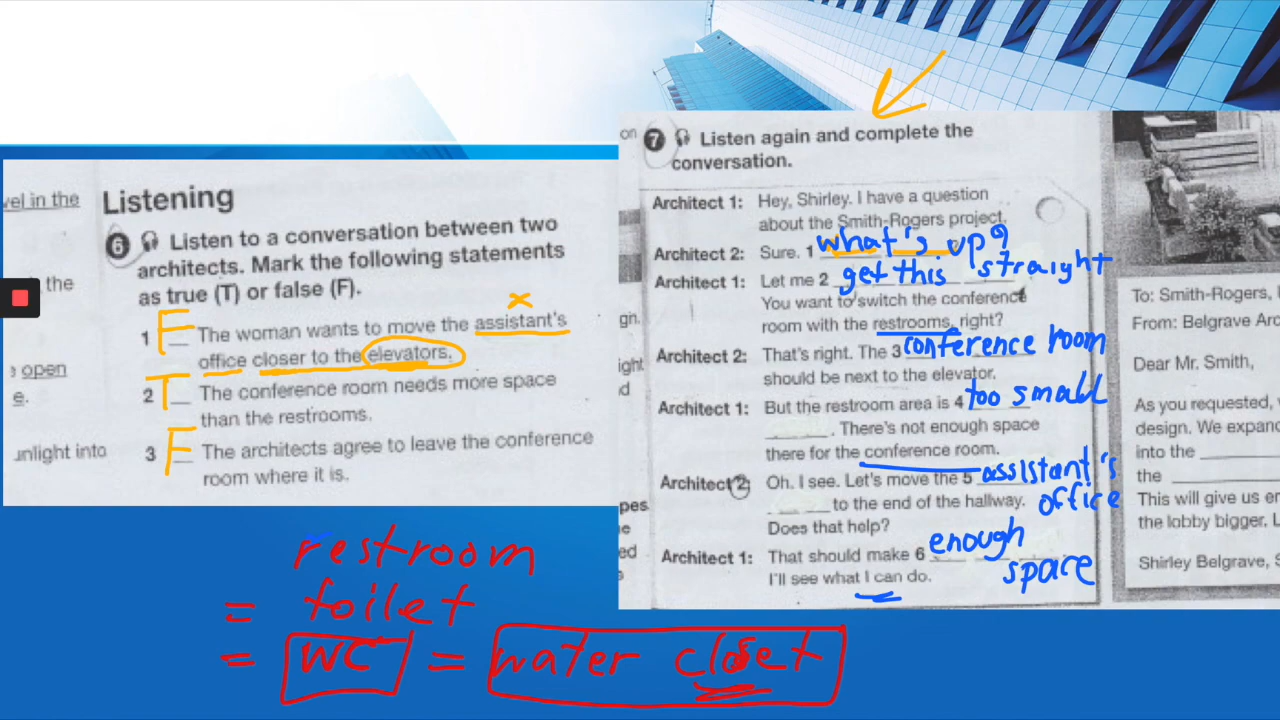 vel in the
the
open
e.
unlight into
Listening
6 Listen to a conversation between two
architects. Mark the following statements
as true (T) or false (F).
1 F The woman wants to move the assistant's
office closer to the elevators.
2 T The conference room needs more space
than the restrooms.
3 F The architects agree to leave the conference
room where it is.
restroom
= toilet
= WC = water closet
on
gh.
ight
d
pes
e
ed
s
7 Listen again and complete the
conversation.
Architect 1: Hey, Shirley. I have a question
about the Smith-Rogers project.
Architect 2: Sure. 1 what's up?
Architect 1: Let me 2 get this straight
You want to switch the conference
room with the restrooms, right?
Architect 2: That's right. The 3 conference room
should be next to the elevator.
Architect 1: But the restroom area is 4 too small
. There's not enough space
there for the conference room.
Architect 2: Oh. I see. Let's move the 5 assistant's
office
to the end of the hallway.
Does that help?
Architect 1: That should make 6 enough
space
I'll see what I can do.
To: Smith-Rogers,
From: Belgrave Ar
Dear Mr. Smith,
As you requested,
design. We expan
into the
the
This will give us en
the lobby bigger.
Shirley Belgrave,